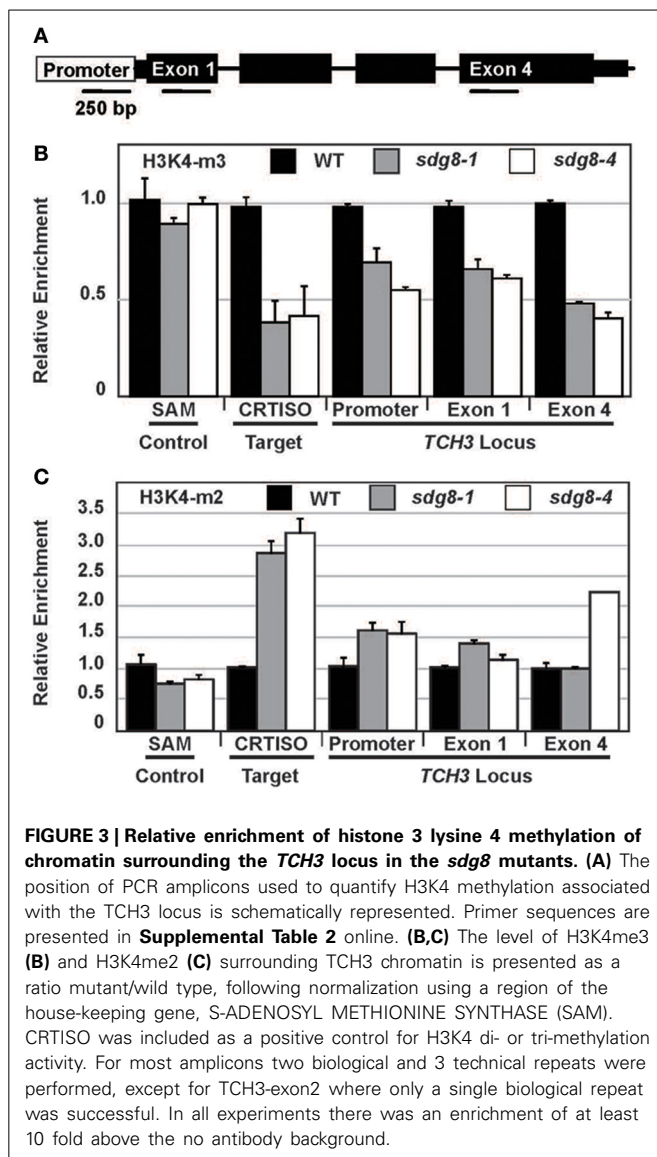 A
Promoter Exon 1 Exon 4
250 bp
B
H3K4-m3 WT sdg8-1 sdg8-4
1.0
0.5
0
Relative Enrichment
SAM CRTISO Promoter Exon 1 Exon 4
Control Target TCH3 Locus
C
H3K4-m2 WT sdg8-1 sdg8-4
3.5
3.0
2.5
2.0
1.5
1.0
0.5
0
Relative Enrichment
SAM CRTISO Promoter Exon 1 Exon 4
Control Target TCH3 Locus
FIGURE 3 | Relative enrichment of histone 3 lysine 4 methylation of
chromatin surrounding the TCH3 locus in the sdg8 mutants. (A) The
position of PCR amplicons used to quantify H3K4 methylation associated
with the TCH3 locus is schematically represented. Primer sequences are
presented in Supplemental Table 2 online. (B,C) The level of H3K4me3
(B) and H3K4me2 (C) surrounding TCH3 chromatin is presented as a
ratio mutant/wild type, following normalization using a region of the
house-keeping gene, S-ADENOSYL METHIONINE SYNTHASE (SAM).
CRTISO was included as a positive control for H3K4 di- or tri-methylation
activity. For most amplicons two biological and 3 technical repeats were
performed, except for TCH3-exon2 where only a single biological repeat
was successful. In all experiments there was an enrichment of at least
10 fold above the no antibody background.